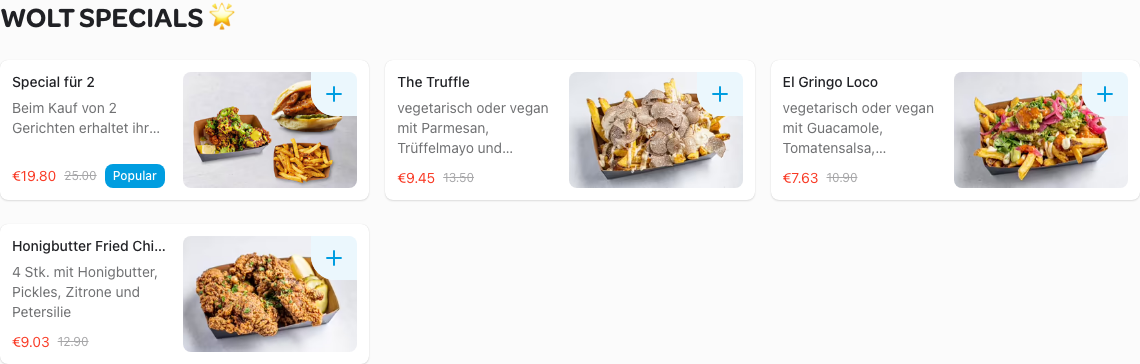 WOLT SPECIALS 🌟
Special für 2
Beim Kauf von 2
Gerichten erhaltet ihr...
€19.80 25.00 Popular
The Truffle
vegetarisch oder vegan
mit Parmesan,
Trüffelmayo und...
€9.45 13.50
El Gringo Loco
vegetarisch oder vegan
mit Guacamole,
Tomatensalsa,...
€7.63 10.90
Honigbutter Fried Chi...
4 Stk. mit Honigbutter,
Pickles, Zitrone und
Petersilie
€9.03 12.90